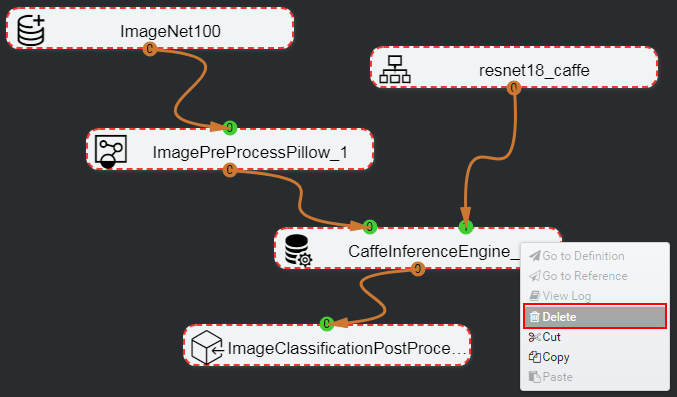 ImageNet100
resnet18_caffe
ImagePreProcessPillow_1
CaffeInferenceEngine_
Go to Definition
Go to Reference
View Log
Delete
Cut
Copy
Paste
ImageClassificationPostProce...